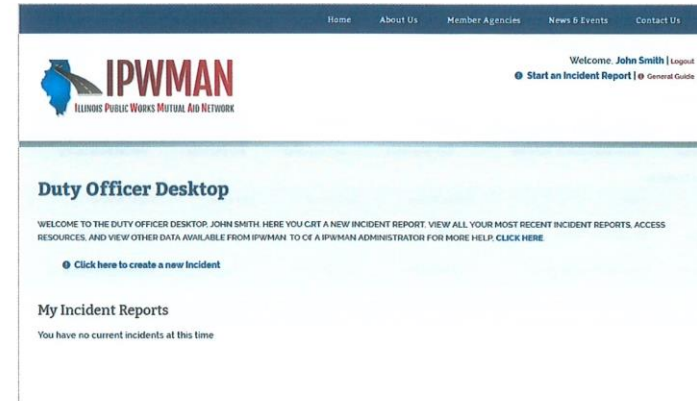 Home About Us Member Agencies News & Events Contact Us
IPWMAN
ILLINOIS PUBLIC WORKS MUTUAL AID NETWORK
Welcome, John Smith | Logout
Start an Incident Report | General Guide
Duty Officer Desktop
WELCOME TO THE DUTY OFFICER DESKTOP, JOHN SMITH. HERE YOU CRT A NEW INCIDENT REPORT. VIEW ALL YOUR MOST RECENT INCIDENT REPORTS, ACCESS
RESOURCES, AND VIEW OTHER DATA AVAILABLE FROM IPWMAN. TO CE A IPWMAN ADMINISTRATOR FOR MORE HELP, CLICK HERE.
Click here to create a new Incident
My Incident Reports
You have no current incidents at this time